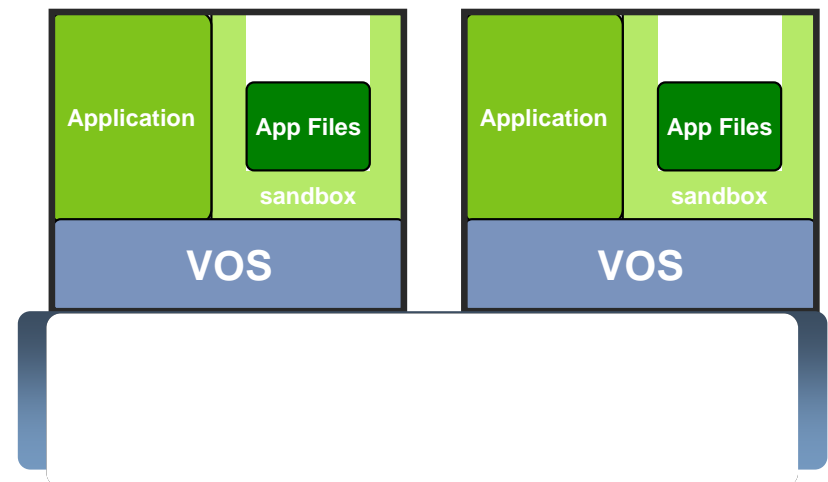 Application
App Files
sandbox
VOS
Application
App Files
sandbox
VOS